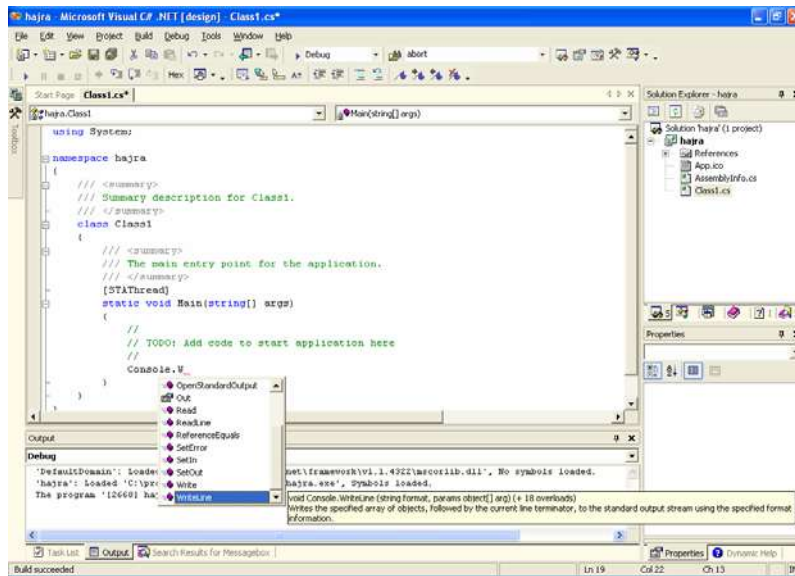 hajra - Microsoft Visual C# .NET [design] - Class1.cs*
File Edit View Project Build Debug Tools Window Help
Debug abort
Hex
Start Page Class1.cs*
hajra.Class1 Main(string[] args)
Toolbox
using System;
namespace hajra
{
/// <summary>
/// Summary description for Class1.
/// </summary>
class Class1
{
/// <summary>
/// The main entry point for the application.
/// </summary>
[STAThread]
static void Main(string[] args)
{
//
// TODO: Add code to start application here
//
Console.W
}
}
}
OpenStandardOutput
Out
Read
ReadLine
ReferenceEquals
SetError
SetIn
SetOut
Write
WriteLine
void Console.WriteLine (string format, params object[] arg) (+ 18 overloads)
Writes the specified array of objects, followed by the current line terminator, to the standard output stream using the specified format
information.
Solution Explorer - hajra
Solution 'hajra' (1 project)
hajra
References
App.ico
AssemblyInfo.cs
Class1.cs
Properties
Output
Debug
'DefaultDomain': Loaded net\framework\v1.1.4322\mscorlib.dll', No symbols loaded.
'hajra': Loaded 'C:\pr hajra.exe', Symbols loaded.
The program '[2660] ha
Task List Output Search Results for Messagebox
Properties Dynamic Help
Build succeeded Ln 19 Col 22 Ch 13